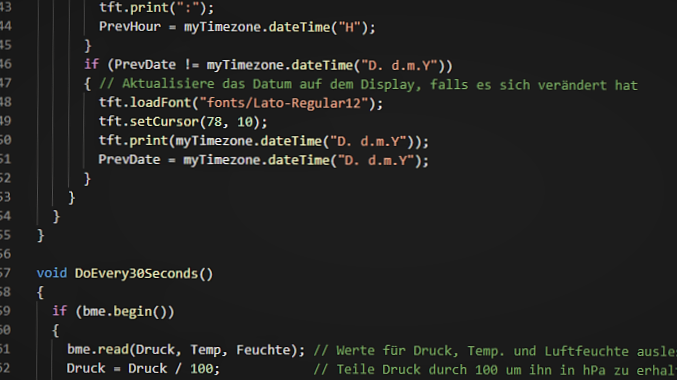 43 tft.print(":");
44 PrevHour = myTimezone.dateTime("H");
45 }
46 if (PrevDate != myTimezone.dateTime("D. d.m.Y"))
47 { // Aktualisiere das Datum auf dem Display, falls es sich verändert hat
48 tft.loadFont("fonts/Lato-Regular12");
49 tft.setCursor(78, 10);
50 tft.print(myTimezone.dateTime("D. d.m.Y"));
51 PrevDate = myTimezone.dateTime("D. d.m.Y");
52 }
53 }
54 }
55 }
56
57 void DoEvery30Seconds()
58 {
59 if (bme.begin())
60 {
61 bme.read(Druck, Temp, Feuchte); // Werte für Druck, Temp. und Luftfeuchte ausle
62 Druck = Druck / 100; // Teile Druck durch 100 um ihn in hPa zu erhalt